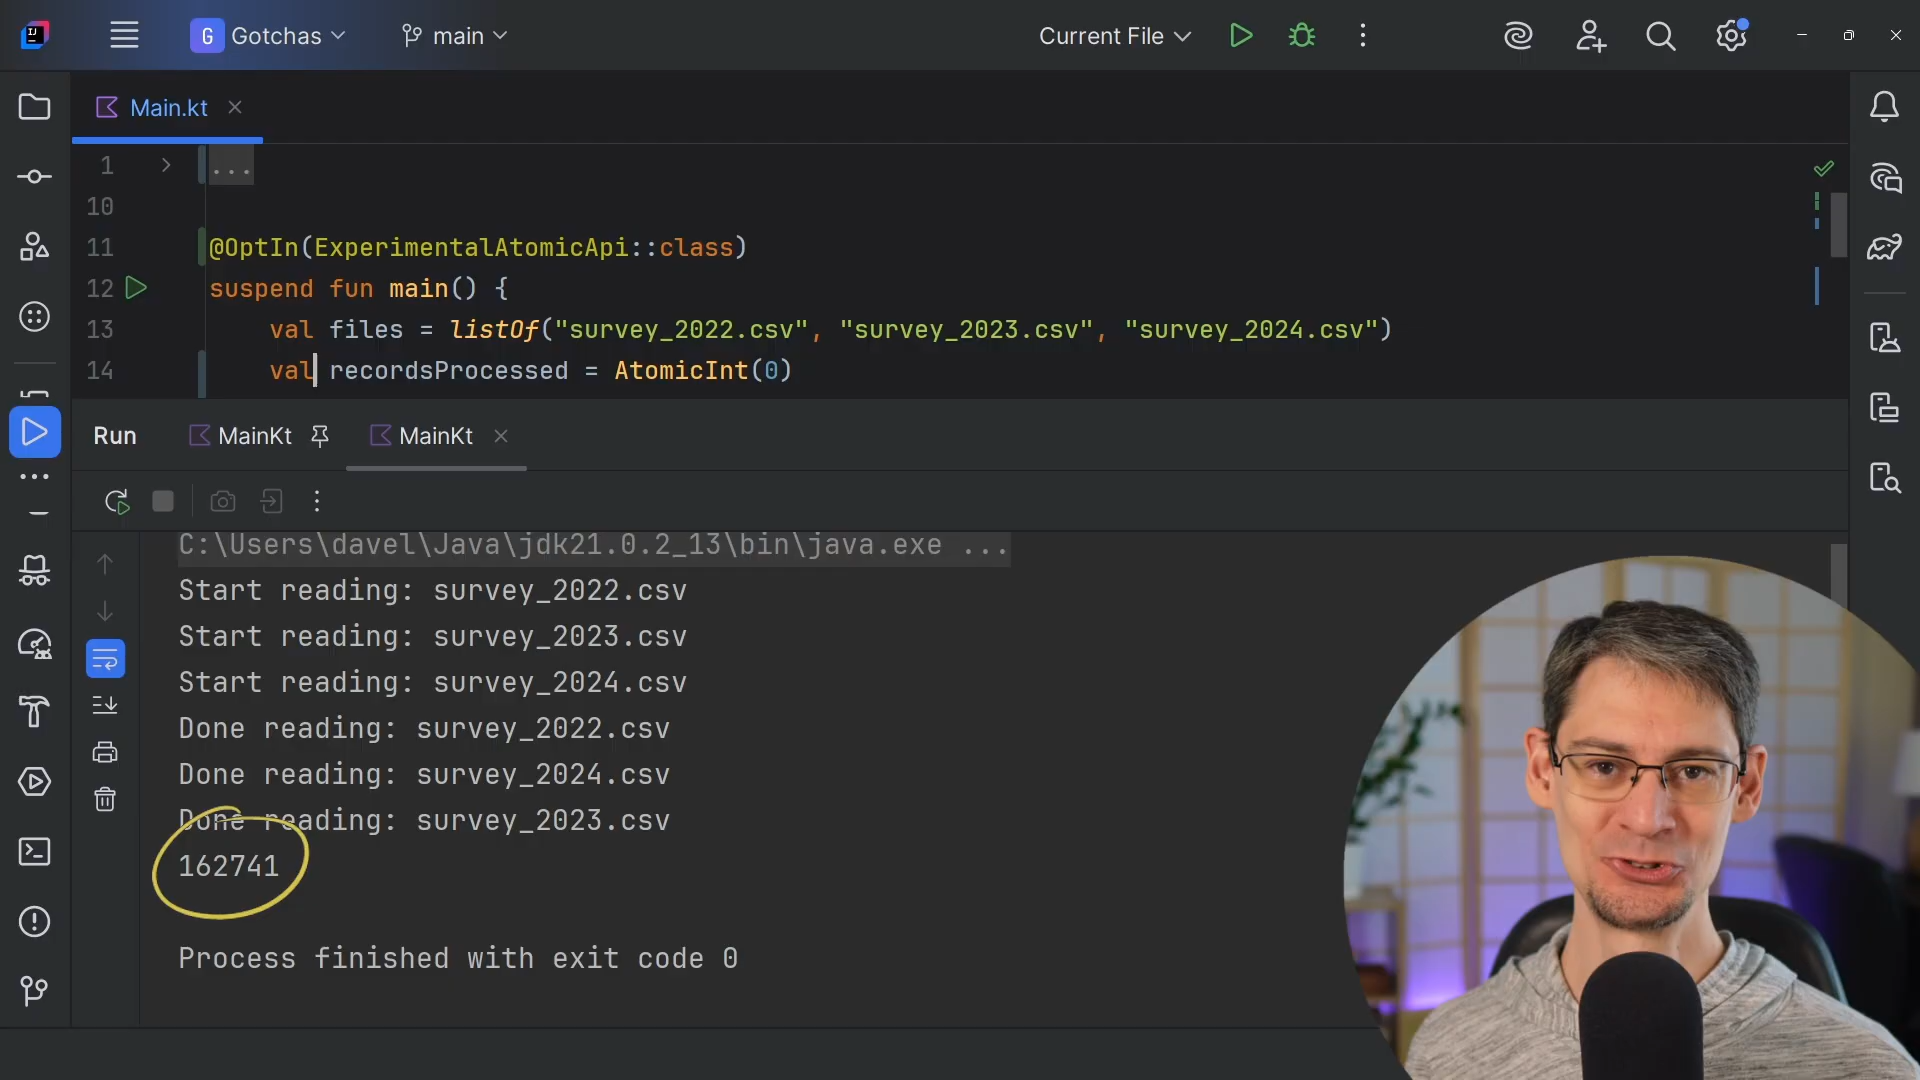 IJ
G Gotchas main Current File
Main.kt
1 ...
10
11 @OptIn(ExperimentalAtomicApi::class)
12 suspend fun main() {
13 val files = listOf("survey_2022.csv", "survey_2023.csv", "survey_2024.csv")
14 val recordsProcessed = AtomicInt(0)
Run MainKt MainKt
C:\Users\davel\Java\jdk21.0.2_13\bin\java.exe ...
Start reading: survey_2022.csv
Start reading: survey_2023.csv
Start reading: survey_2024.csv
Done reading: survey_2022.csv
Done reading: survey_2024.csv
Done reading: survey_2023.csv
162741
Process finished with exit code 0